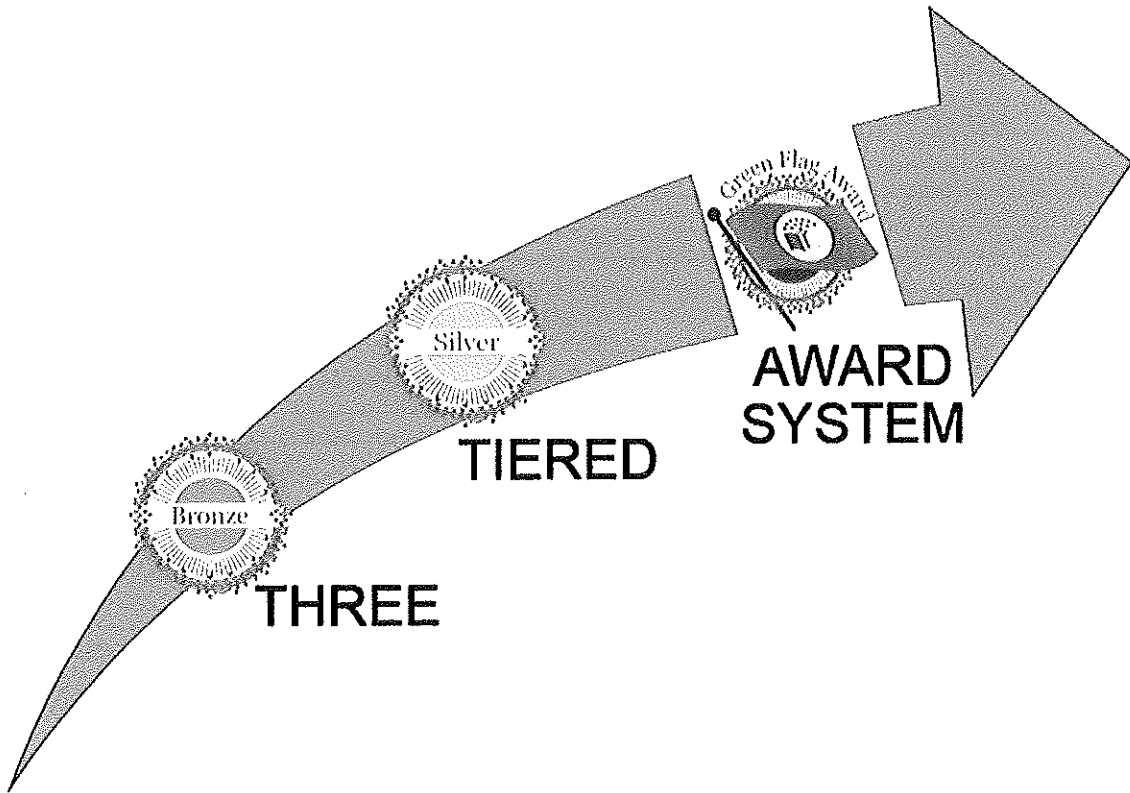 Green Flag Award
Silver
AWARD
SYSTEM
TIERED
Bronze
THREE